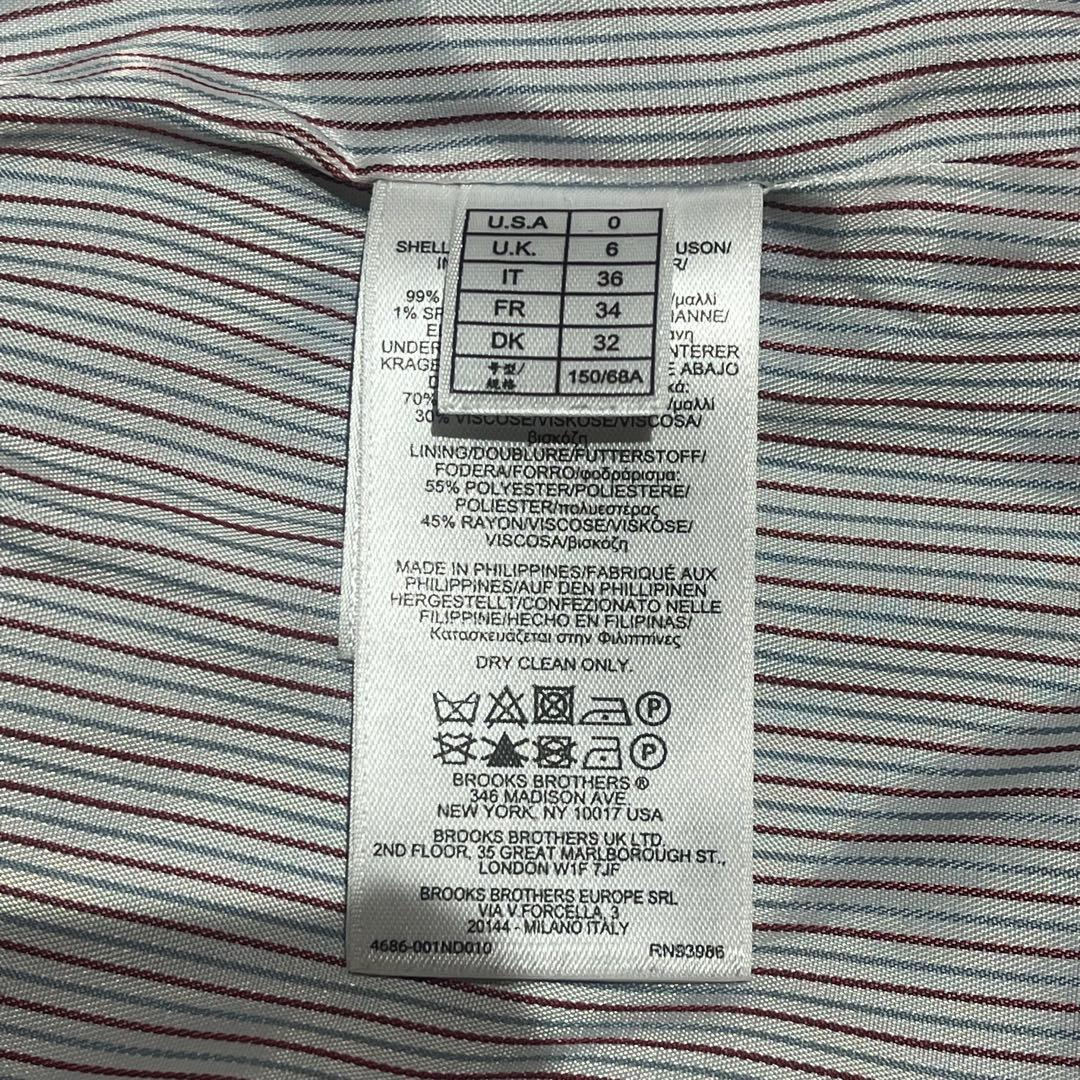 U.S.A 0
U.K. 6
IT 36
FR 34
DK 32
号型/ 150/68A
规格
SHELL USON/
99% /μαλλί
1% SP IANNE/
UNDER NTERER
KRAGE E ABAJO
70% /μαλλί
30% VISCOSE/VISKOSE/VISCOSA/
βισκόζη
LINING/DOUBLURE/FUTTERSTOFF/
FODERA/FORRO/φοδράρισμα:
55% POLYESTER/POLIESTERE/
POLIESTER/πολυεστέρας
45% RAYON/VISCOSE/VISKOSE/
VISCOSA/βισκόζη
MADE IN PHILIPPINES/FABRIQUÉ AUX
PHILIPPINES/AUF DEN PHILLIPINEN
HERGESTELLT/CONFEZIONATO NELLE
FILIPPINE/HECHO EN FILIPINAS/
Κατασκευάζεται στην Φιλιππίνες
DRY CLEAN ONLY.
P
P
BROOKS BROTHERS ®
346 MADISON AVE
NEW YORK, NY 10017 USA
BROOKS BROTHERS UK LTD
2ND FLOOR, 35 GREAT MARLBOROUGH ST.,
LONDON W1F 7JF
BROOKS BROTHERS EUROPE SRL
VIA V.FORCELLA, 3
20144 - MILANO ITALY
4686-001ND010 RN93986